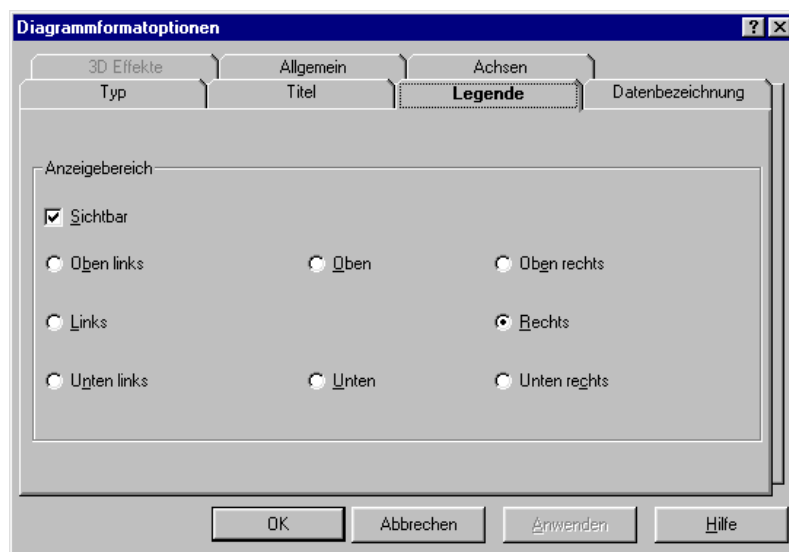 Diagrammformatoptionen
3D Effekte Allgemein Achsen
Typ Titel Legende Datenbezeichnung
Anzeigebereich
Sichtbar
Oben links Oben Oben rechts
Links Rechts
Unten links Unten Unten rechts
OK Abbrechen Anwenden Hilfe